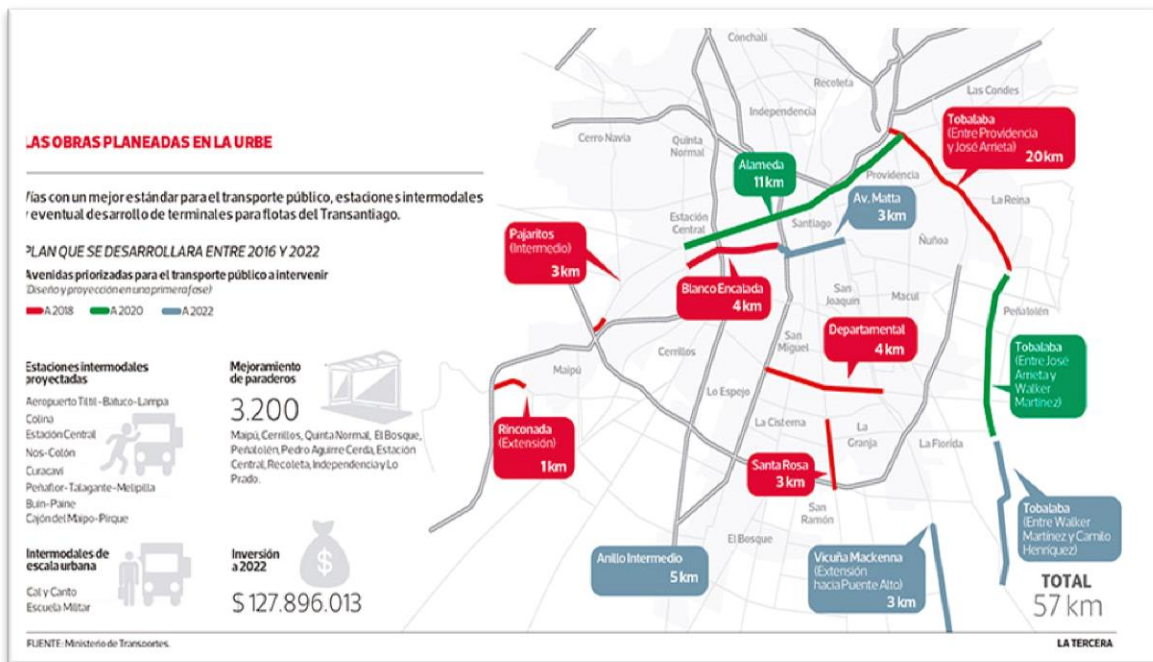 LAS OBRAS PLANEADAS EN LA URBE
Vías con un mejor estándar para el transporte público, estaciones intermodales
y eventual desarrollo de terminales para flotas del Transantiago.
PLAN QUE SE DESARROLLARA ENTRE 2016 Y 2022
Avenidas priorizadas para el transporte público a intervenir
(Diseño y proyección en una primera fase)
A 2018
A 2020
A 2022
Estaciones intermodales
proyectadas
Aeropuerto Tiltil-Batuco-Lampa
Colina
Estación Central
Nos-Colón
Curacaví
Peñaflor-Talagante-Melipilla
Buin-Paine
Cajón del Maipo-Pirque
Intermodales de
escala urbana
Cal y Canto
Escuela Militar
Mejoramiento
de paraderos
3.200
Maipú, Cerrillos, Quinta Normal, El Bosque,
Peñalolén, Pedro Aguirre Cerda, Estación
Central, Recoleta, Independencia y Lo
Prado.
Inversión
a 2022
$
$ 127.896.013
Conchalí
Recoleta
Las Condes
Independencia
Cerro Navia
Quinta
Normal
Tobalaba
(Entre Providencia
y José Arrieta)
20 km
Alameda
11 km
Providencia
Av. Matta
3 km
La Reina
Estación
Central
Santiago
Pajaritos
(Intermedio)
3 km
Ñuñoa
Blanco Encalada
4 km
San
Joaquín
Macul
Peñalolén
Departamental
4 km
San
Miguel
Cerrillos
Maipú
Tobalaba
(Entre José
Arrieta y
Walker
Martínez)
Lo Espejo
Rinconada
(Extensión)
1 km
La Cisterna
La
Granja
La Florida
Santa Rosa
3 km
San
Ramón
Tobalaba
(Entre Walker
Martínez y Camilo
Henríquez)
El Bosque
Anillo Intermedio
5 km
Vicuña Mackenna
(Extensión
hacia Puente Alto)
3 km
TOTAL
57 km
FUENTE: Ministerio de Transportes.
LA TERCERA